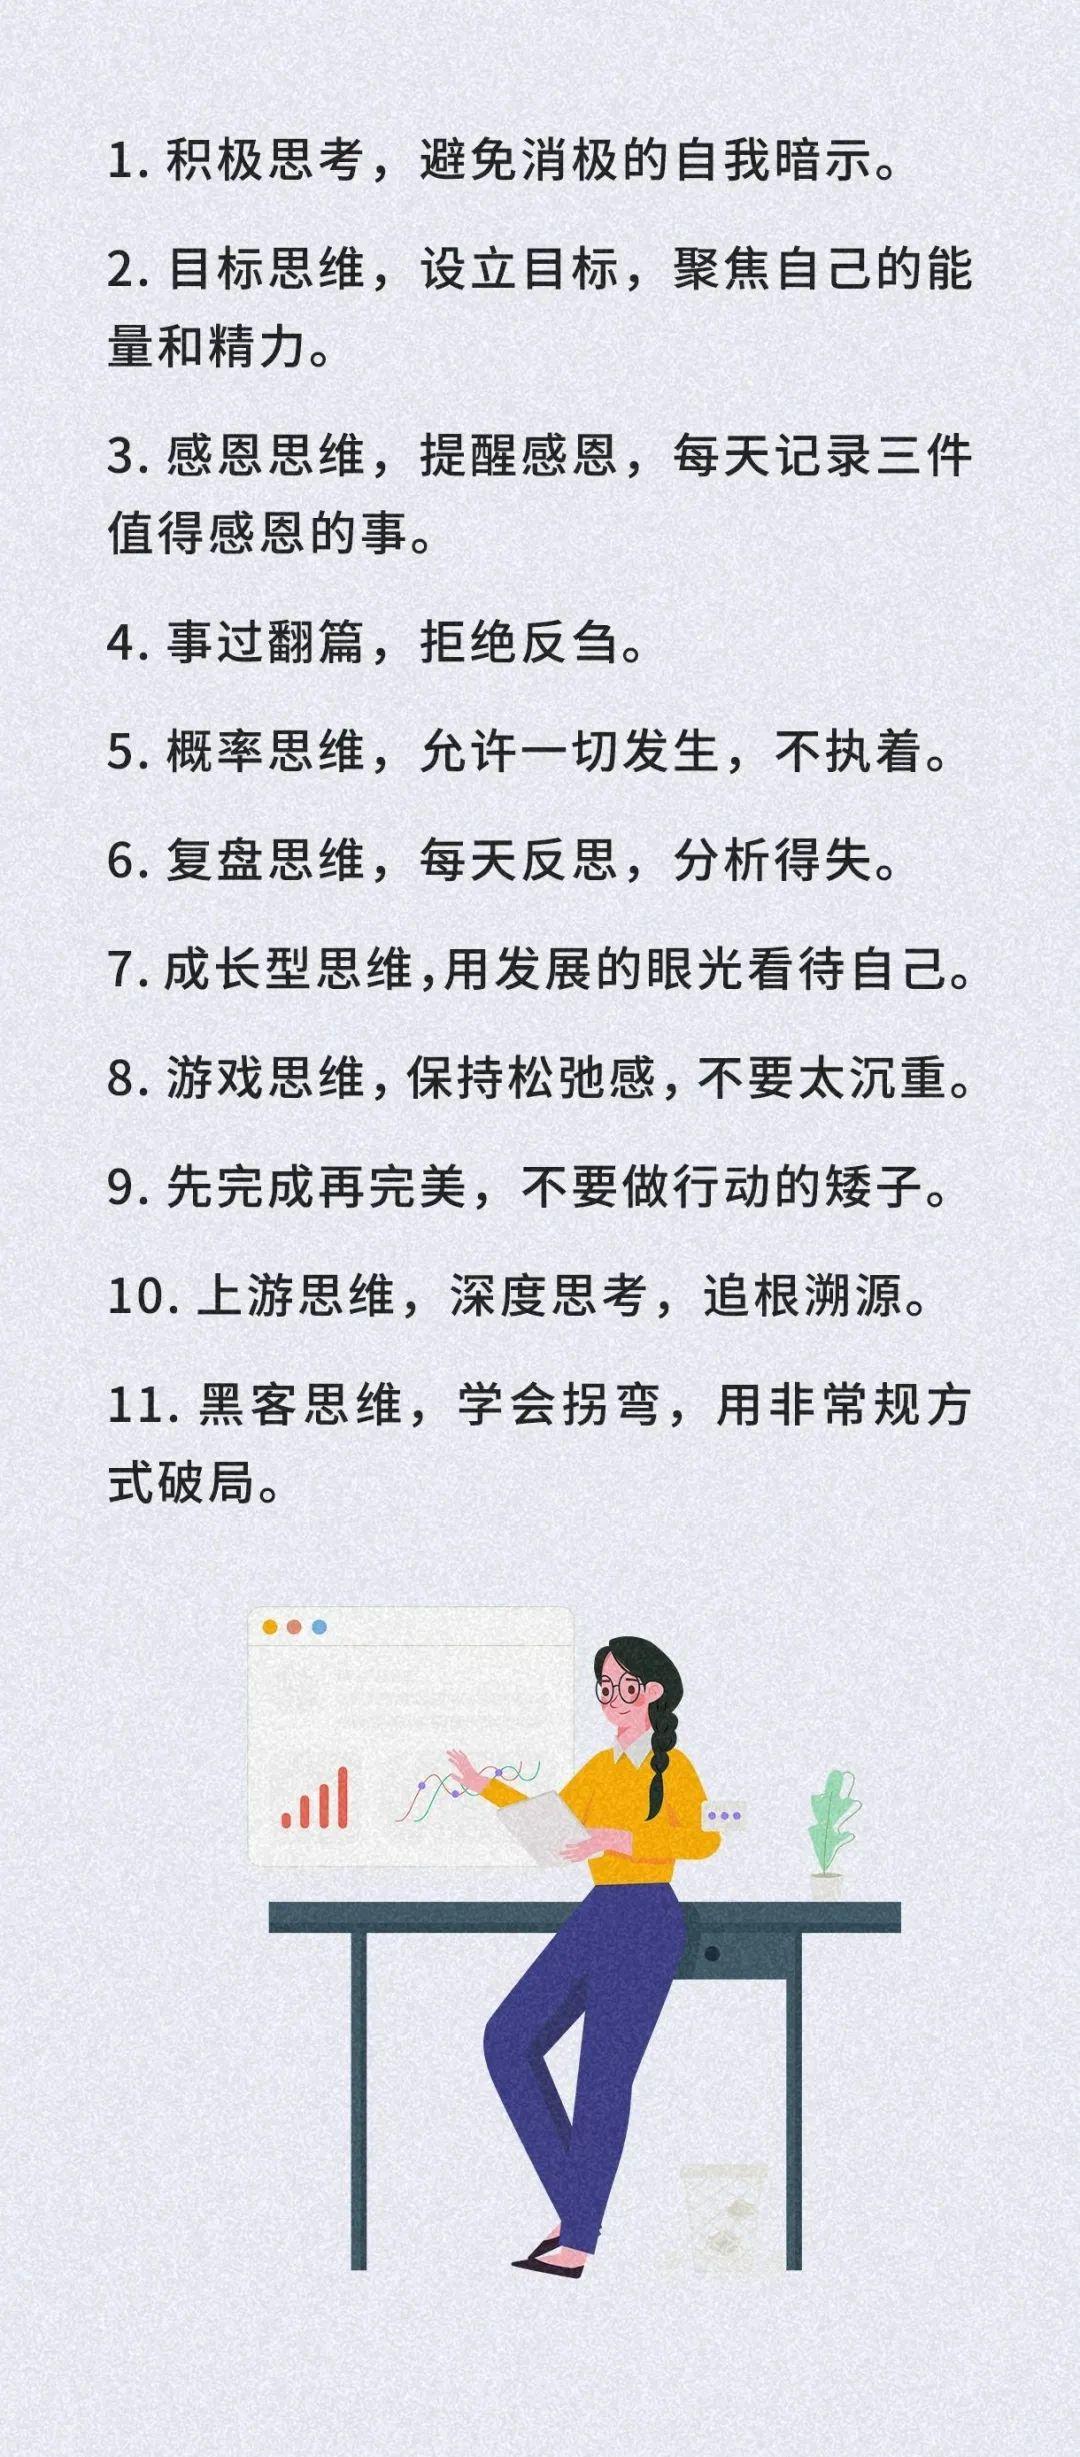 1. 积极思考，避免消极的自我暗示。
2. 目标思维，设立目标，聚焦自己的能
量和精力。
3. 感恩思维，提醒感恩，每天记录三件
值得感恩的事。
4. 事过翻篇，拒绝反刍。
5. 概率思维，允许一切发生，不执着。
6. 复盘思维，每天反思，分析得失。
7. 成长型思维，用发展的眼光看待自己。
8. 游戏思维，保持松弛感，不要太沉重。
9. 先完成再完美，不要做行动的矮子。
10. 上游思维，深度思考，追根溯源。
11. 黑客思维，学会拐弯，用非常规方
式破局。